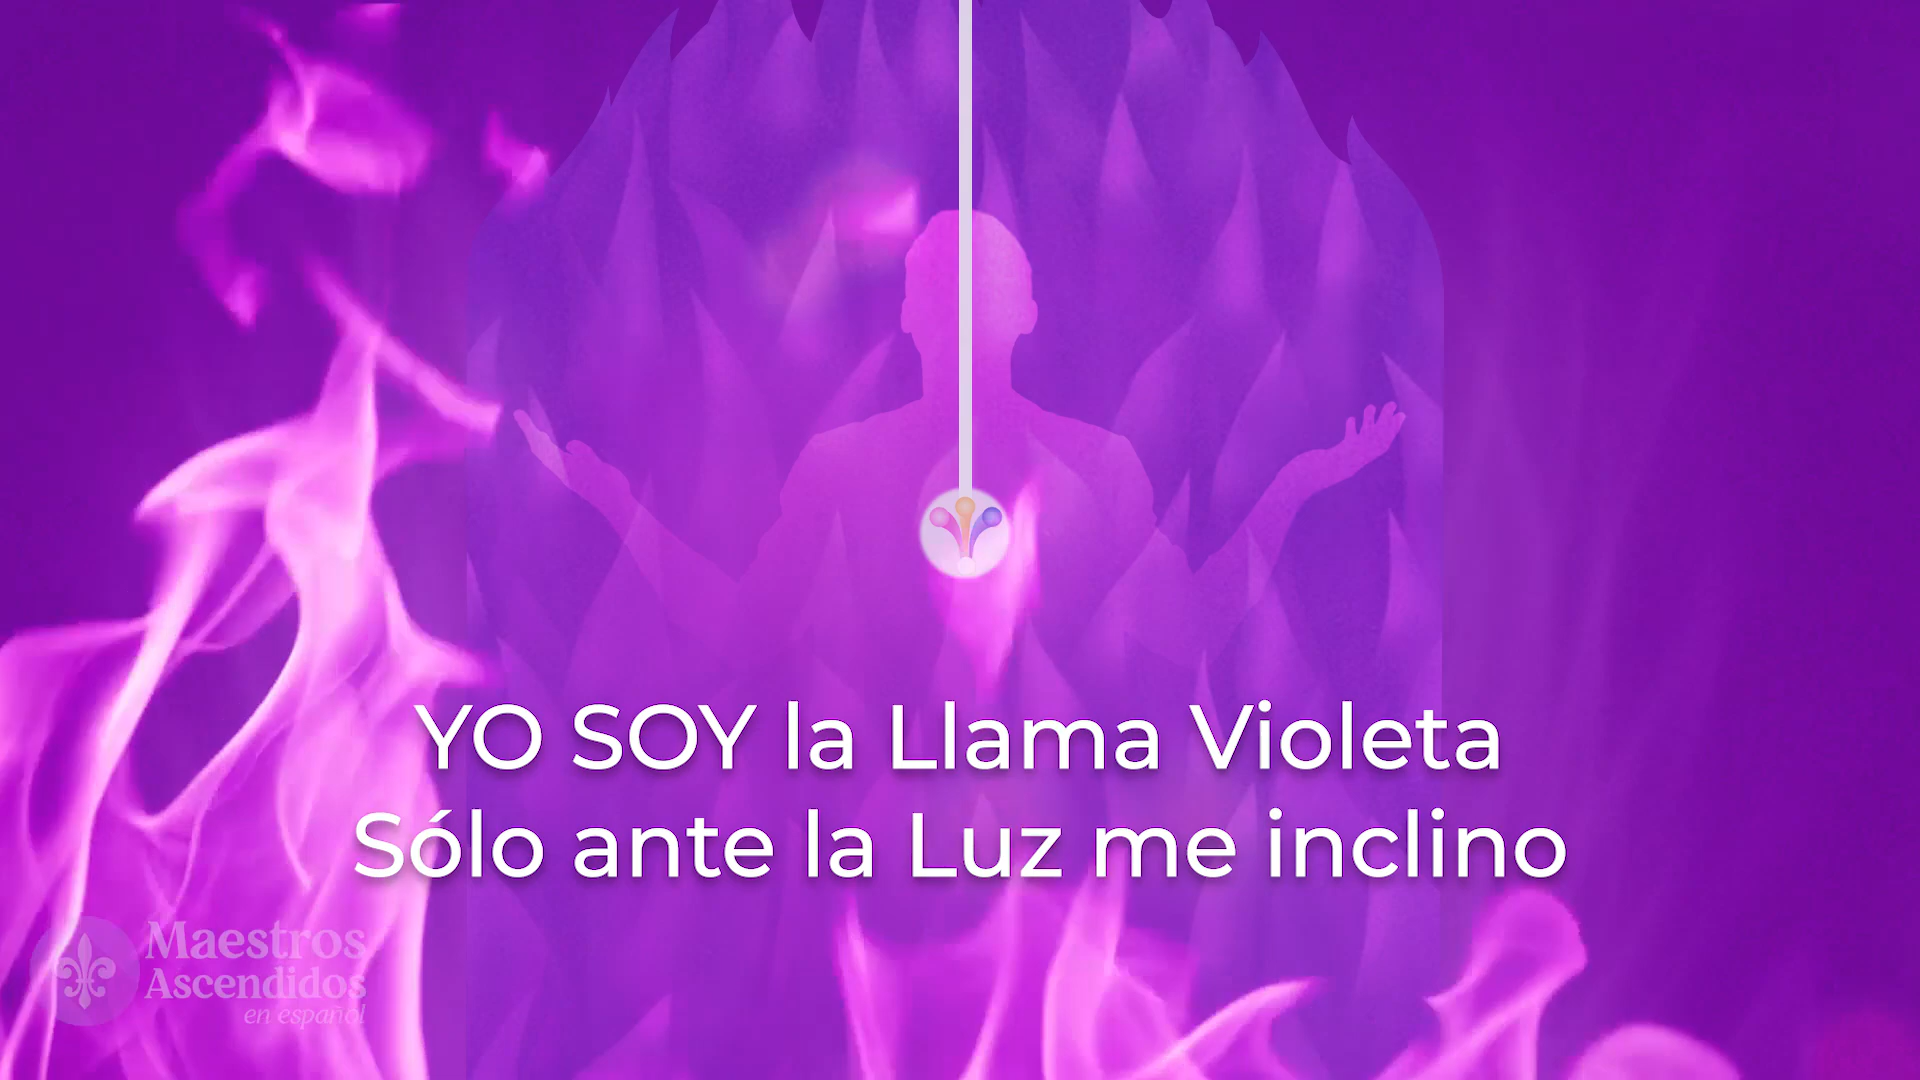 YO SOY la Llama Violeta
Sólo ante la Luz me inclino
Maestros
Ascendidos
en español